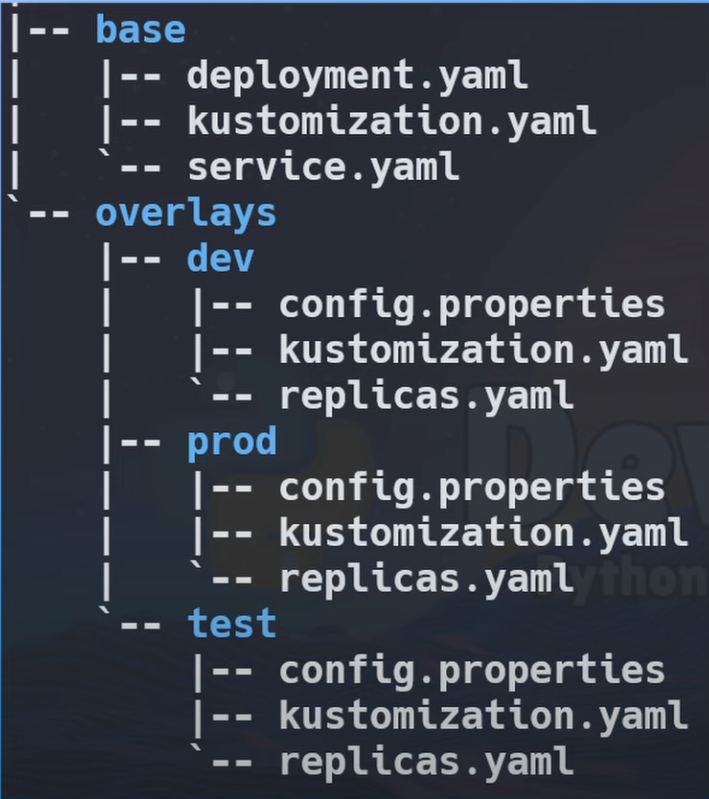 |-- base
|   |-- deployment.yaml
|   |-- kustomization.yaml
|   `-- service.yaml
`-- overlays
    |-- dev
    |   |-- config.properties
    |   |-- kustomization.yaml
    |   `-- replicas.yaml
    |-- prod
    |   |-- config.properties
    |   |-- kustomization.yaml
    |   `-- replicas.yaml
    `-- test
        |-- config.properties
        |-- kustomization.yaml
        `-- replicas.yaml